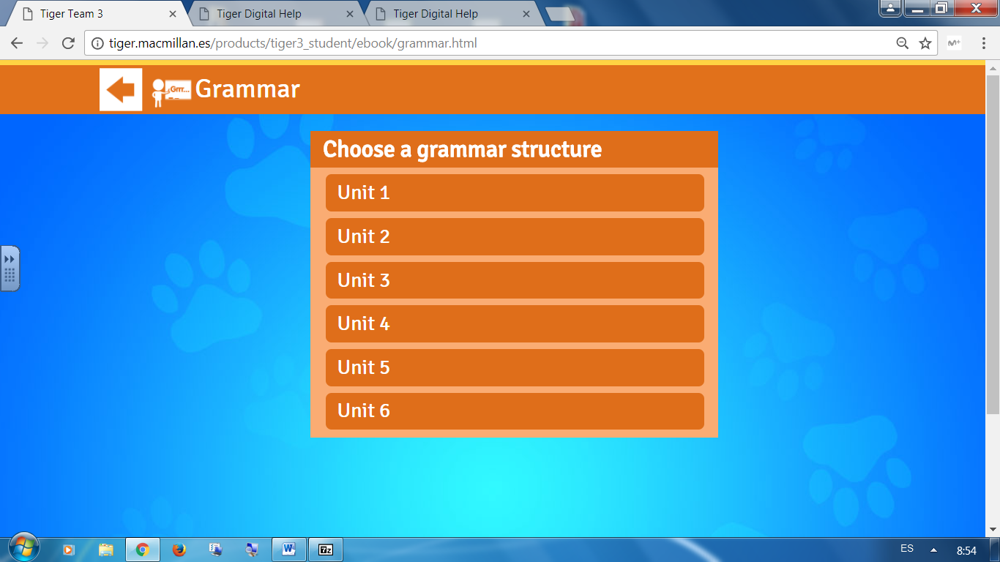 Tiger Team 3
Tiger Digital Help
Tiger Digital Help
tiger.macmillan.es/products/tiger3_student/ebook/grammar.html
Grrr...
Grammar
Choose a grammar structure
Unit 1
Unit 2
Unit 3
Unit 4
Unit 5
Unit 6
W
7z
ES
8:54